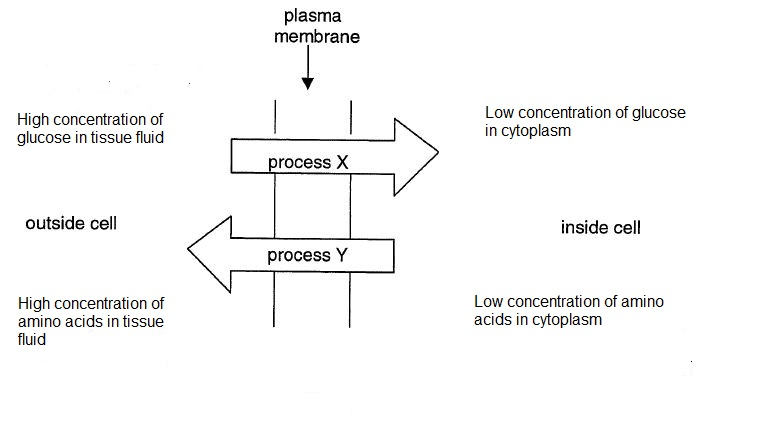 plasma
membrane
High concentration of
glucose in tissue fluid
Low concentration of glucose
in cytoplasm
process X
outside cell
inside cell
process Y
High concentration of
amino acids in tissue
fluid
Low concentration of amino
acids in cytoplasm